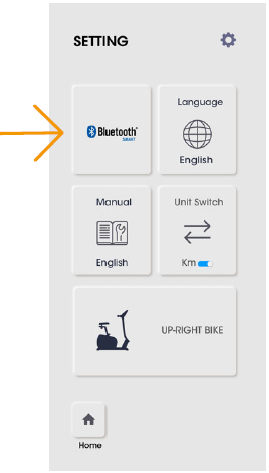 SETTING
Bluetooth®
SMART
Language
English
Manual
English
Unit Switch
Km
UP-RIGHT BIKE
Home